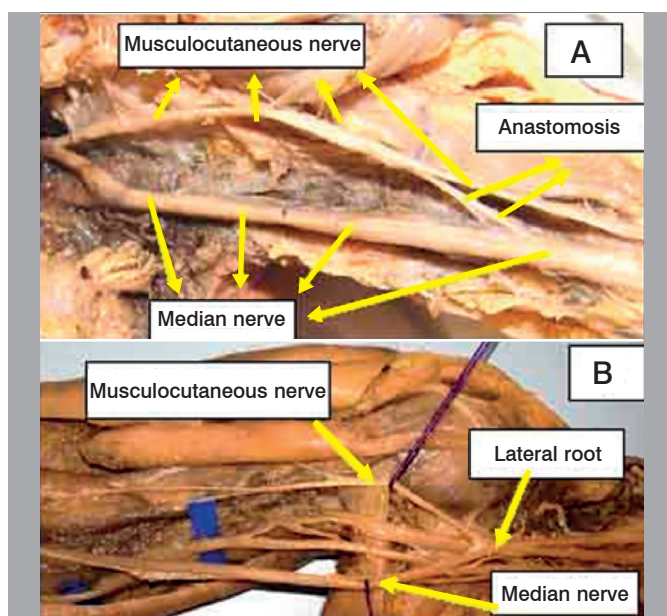 Musculocutaneous nerve
A
Anastomosis
Median nerve
B
Musculocutaneous nerve
Lateral root
Median nerve